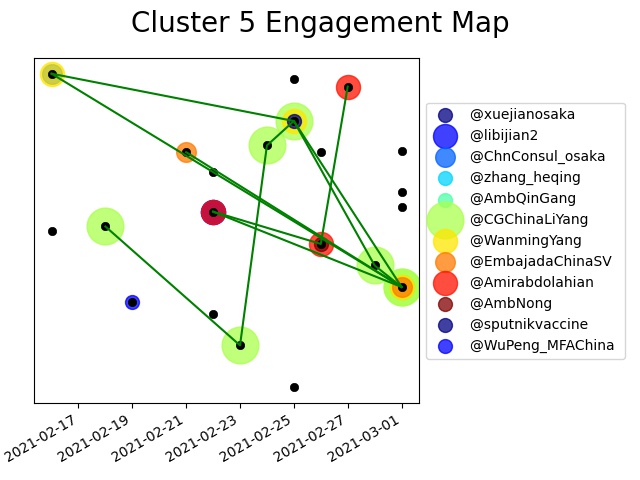 Cluster 5 Engagement Map
@xuejianosaka
@libijian2
@ChnConsul_osaka
@zhang_heqing
@AmbQinGang
@CGChinaLiYang
@WanmingYang
@EmbajadaChinaSV
@Amirabdolahian
@AmbNong
@sputnikvaccine
@WuPeng_MFAChina
2021-02-17
2021-02-19
2021-02-21
2021-02-23
2021-02-25
2021-02-27
2021-03-01